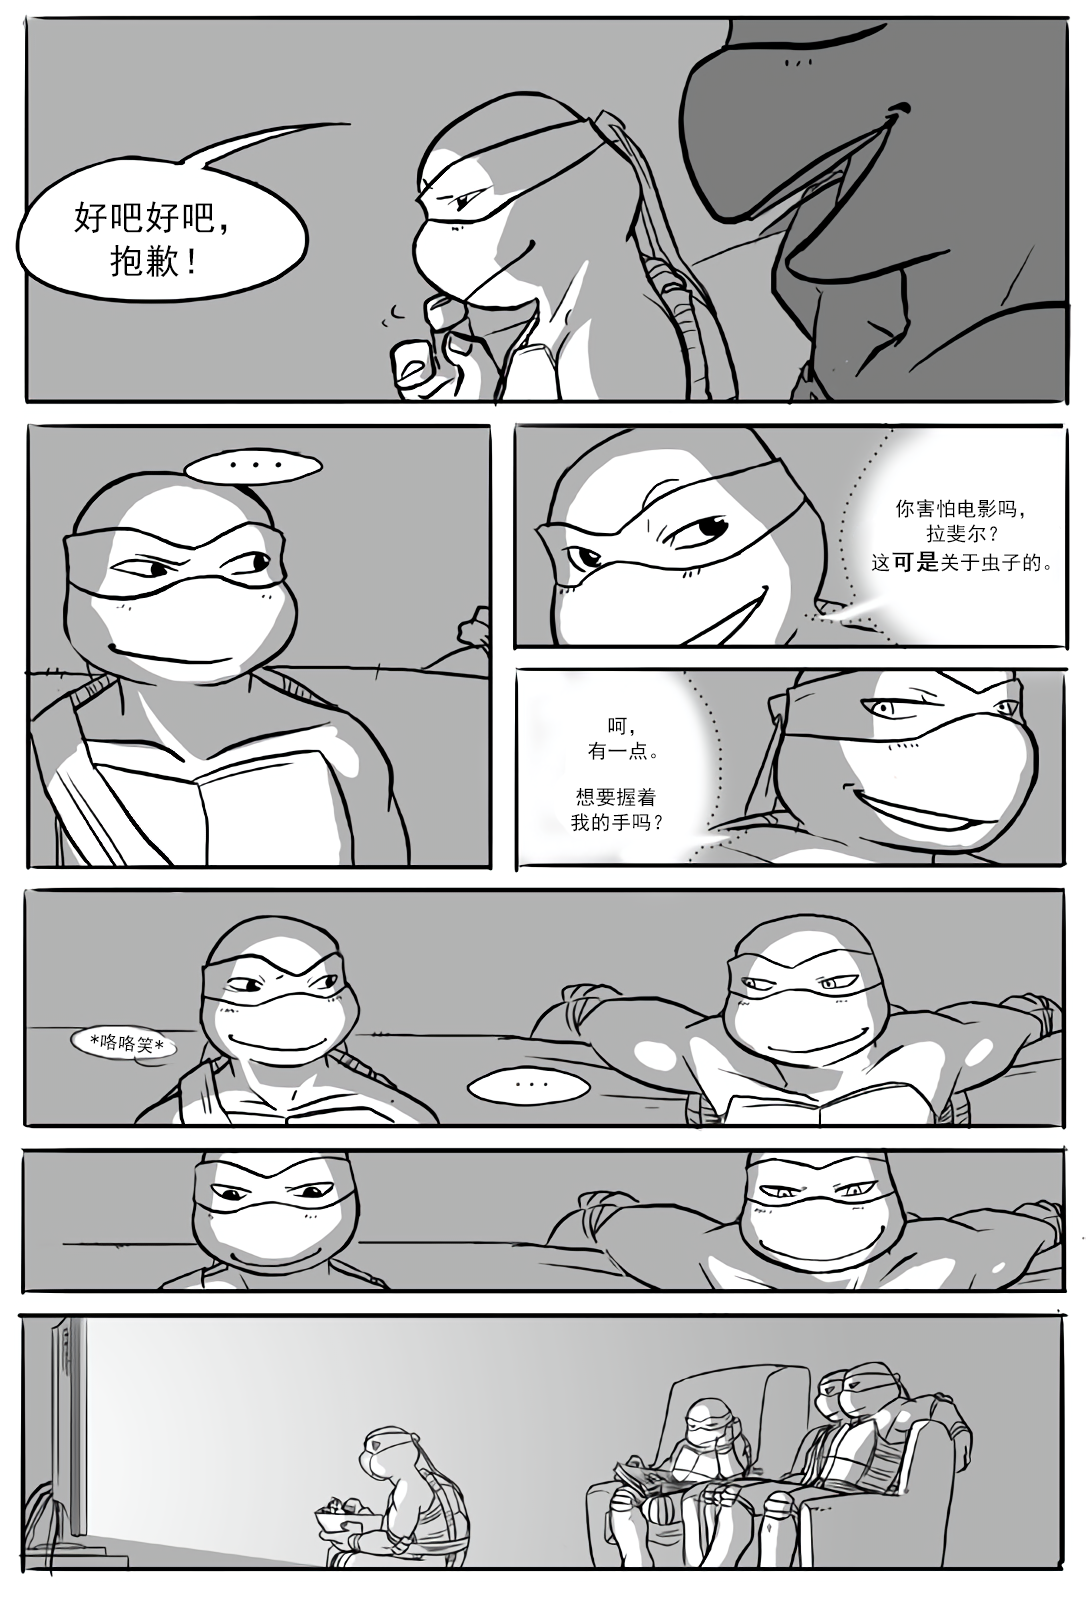 好吧好吧，
抱歉！
...
你害怕电影吗，
拉斐尔？
这可是关于虫子的。
呵，
有一点。
想要握着
我的手吗？
*咯咯笑*
...